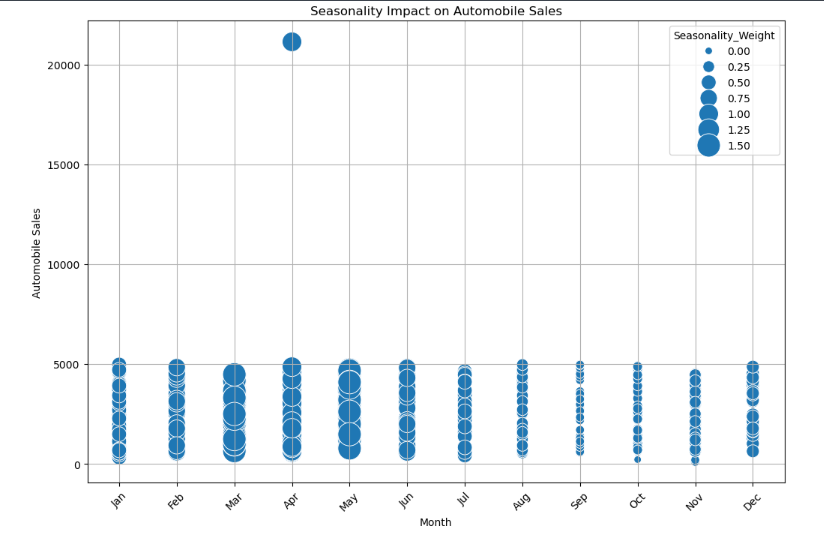 Seasonality Impact on Automobile Sales
Seasonality_Weight
0.00
0.25
0.50
0.75
1.00
1.25
1.50
Automobile Sales
20000
15000
10000
5000
0
Jan
Feb
Mar
Apr
May
Jun
Jul
Aug
Sep
Oct
Nov
Dec
Month